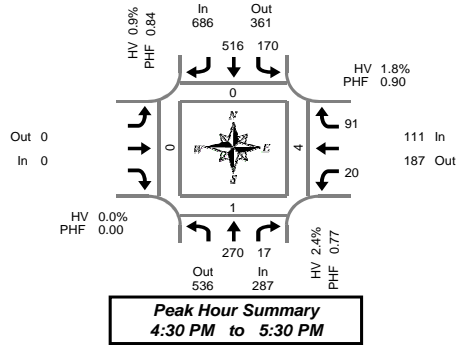 HV 0.9%
PHF 0.84
In Out
686 361
516 170
HV 1.8%
PHF 0.90
0
91
Out 0
In 0
0
N
W E
S
4
111 In
187 Out
20
1
HV 0.0%
PHF 0.00
270 17
HV 2.4%
PHF 0.77
Out In
536 287
Peak Hour Summary
4:30 PM to 5:30 PM